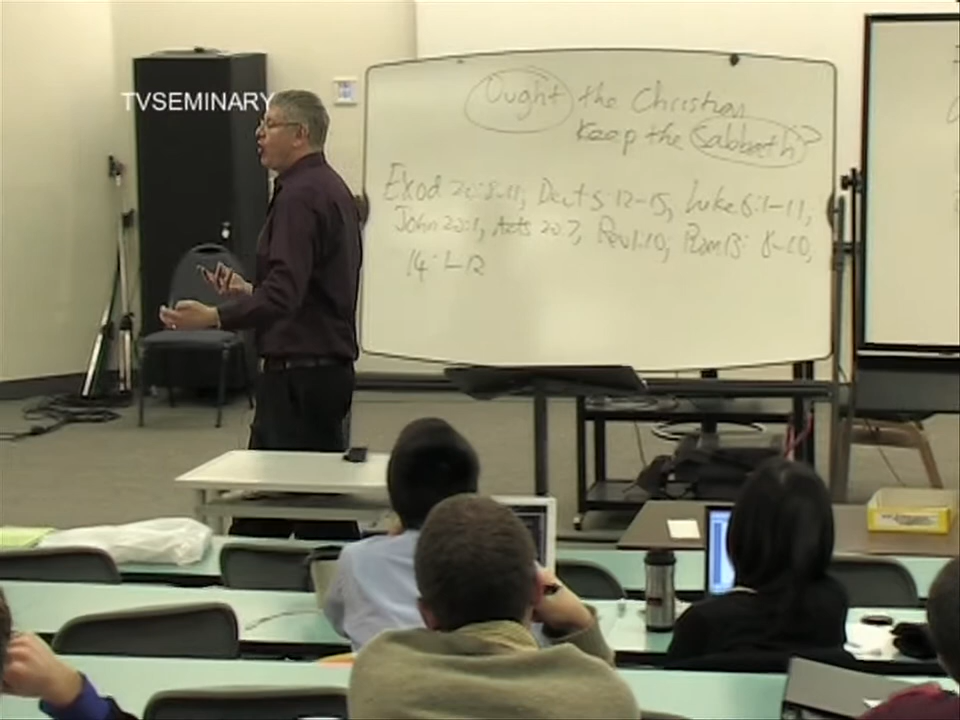 TVSEMINARY
Ought the Christian
Keep the Sabbath?
Exod 20:8-11, Deut 5:12-15, Luke 6:1-11,
John 20:1, Acts 20:7, Rev 1:10, Rom 13: 8-10,
14:1-12